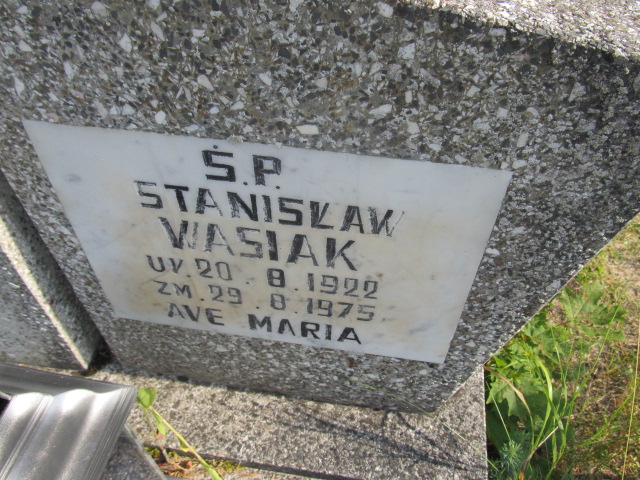 Ś.P.
STANISŁAW
WASIAK
UR. 20.8.1922
ZM. 29.8.1975
AVE MARIA